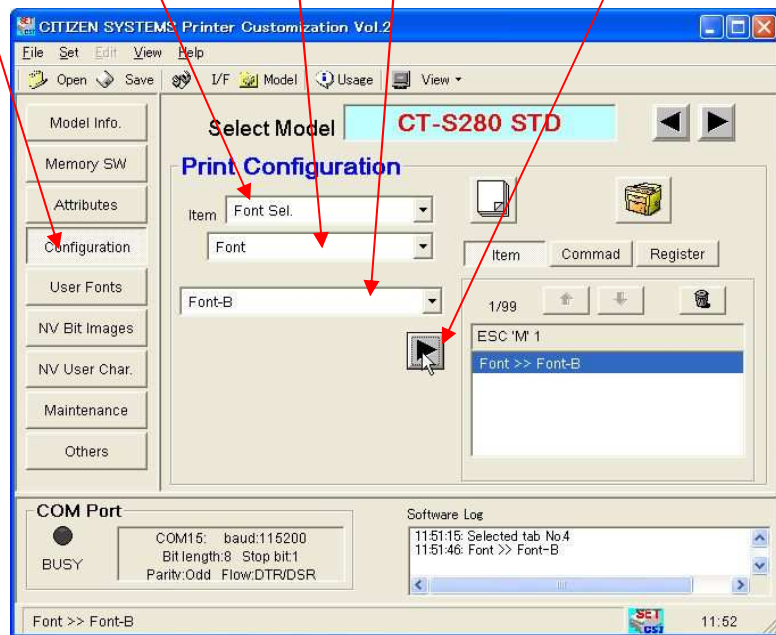 CITIZEN SYSTEMS Printer Customization Vol.2
File Set Edit View Help
Open Save I/F Model Usage View
Model Info.
Memory SW
Attributes
Configuration
User Fonts
NV Bit Images
NV User Char.
Maintenance
Others
Select Model CT-S280 STD
Print Configuration
Item Font Sel.
Font
Font-B
Item Commad Register
1/99
ESC 'M' 1
Font >> Font-B
COM Port
BUSY
COM15: baud:115200
Bit length:8 Stop bit:1
Parity:Odd Flow:DTR/DSR
Software Log
11:51:15: Selected tab No.4
11:51:46: Font >> Font-B
Font >> Font-B
SET
CSJ
11:52